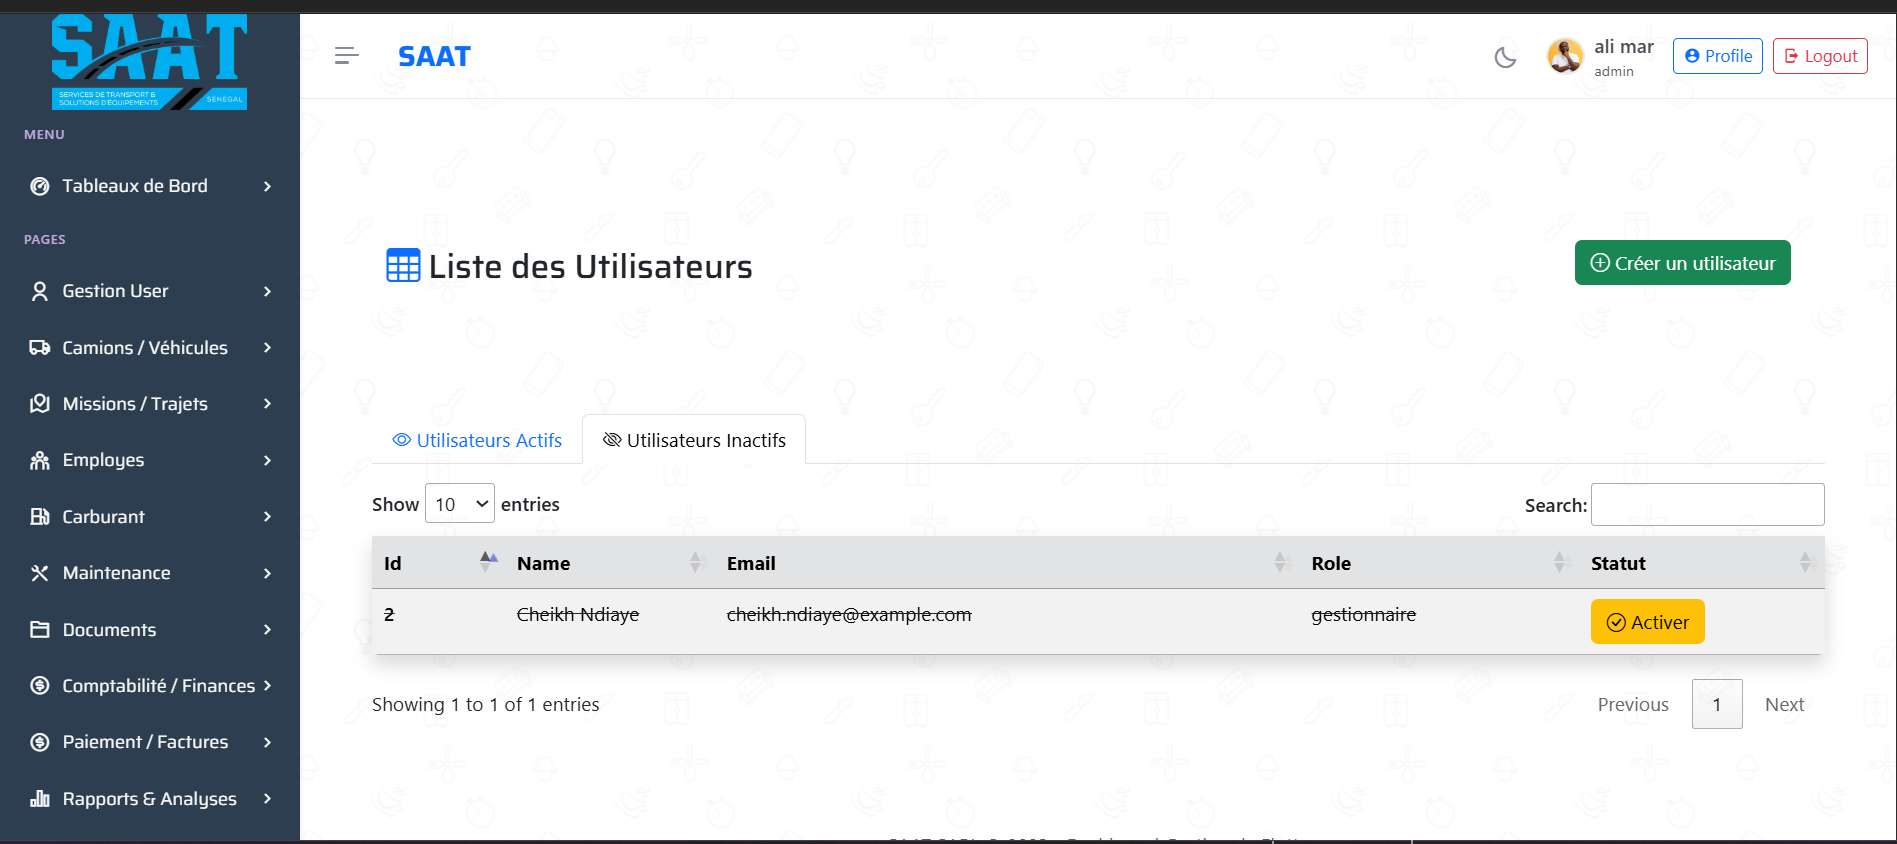 SAAT
SERVICES DE TRANSPORT &
SOLUTIONS D'ÉQUIPEMENTS
SENEGAL
MENU
Tableaux de Bord
PAGES
Gestion User
Camions / Véhicules
Missions / Trajets
Employes
Carburant
Maintenance
Documents
Comptabilité / Finances
Paiement / Factures
Rapports & Analyses
SAAT
ali mar
admin
Profile
Logout
Liste des Utilisateurs
Créer un utilisateur
Utilisateurs Actifs
Utilisateurs Inactifs
Show 10 entries
Search:
Id Name Email Role Statut
2 Cheikh Ndiaye cheikh.ndiaye@example.com gestionnaire Activer
Showing 1 to 1 of 1 entries
Previous 1 Next